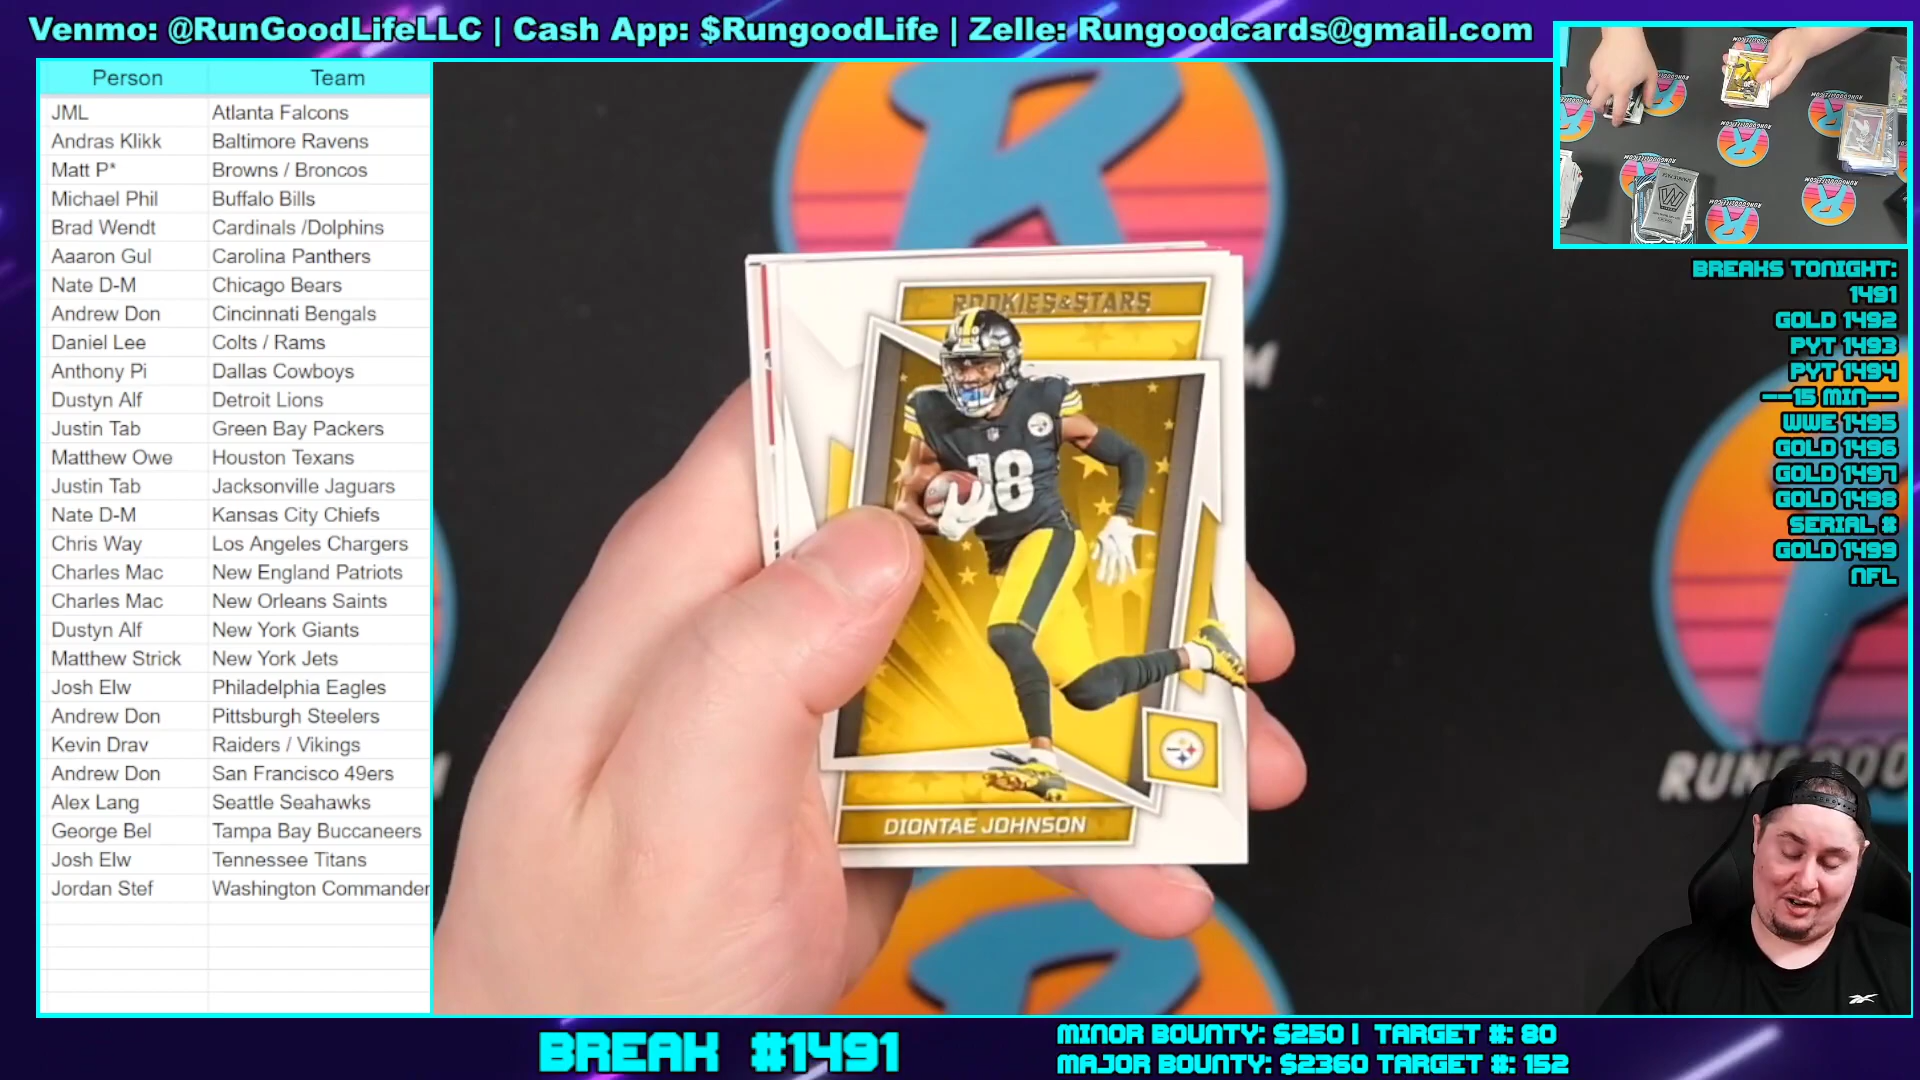 Venmo: @RunGoodLifeLLC | Cash App: $RungoodLife | Zelle: Rungoodcards@gmail.com
Person Team
JML Atlanta Falcons
Andras Klikk Baltimore Ravens
Matt P* Browns / Broncos
Michael Phil Buffalo Bills
Brad Wendt Cardinals /Dolphins
Aaaron Gul Carolina Panthers
Nate D-M Chicago Bears
Andrew Don Cincinnati Bengals
Daniel Lee Colts / Rams
Anthony Pi Dallas Cowboys
Dustyn Alf Detroit Lions
Justin Tab Green Bay Packers
Matthew Owe Houston Texans
Justin Tab Jacksonville Jaguars
Nate D-M Kansas City Chiefs
Chris Way Los Angeles Chargers
Charles Mac New England Patriots
Charles Mac New Orleans Saints
Dustyn Alf New York Giants
Matthew Strick New York Jets
Josh Elw Philadelphia Eagles
Andrew Don Pittsburgh Steelers
Kevin Drav Raiders / Vikings
Andrew Don San Francisco 49ers
Alex Lang Seattle Seahawks
George Bel Tampa Bay Buccaneers
Josh Elw Tennessee Titans
Jordan Stef Washington Commander
R
ROOKIES & STARS
18
DIONTAE JOHNSON
BREAKS TONIGHT:
1491
GOLD 1492
PYT 1493
PYT 1494
--15 MIN--
WWE 1495
GOLD 1496
GOLD 1497
GOLD 1498
SERIAL #
GOLD 1499
NFL
BREAK #1491
MINOR BOUNTY: $250 | TARGET #: 80
MAJOR BOUNTY: $2360 TARGET #: 152